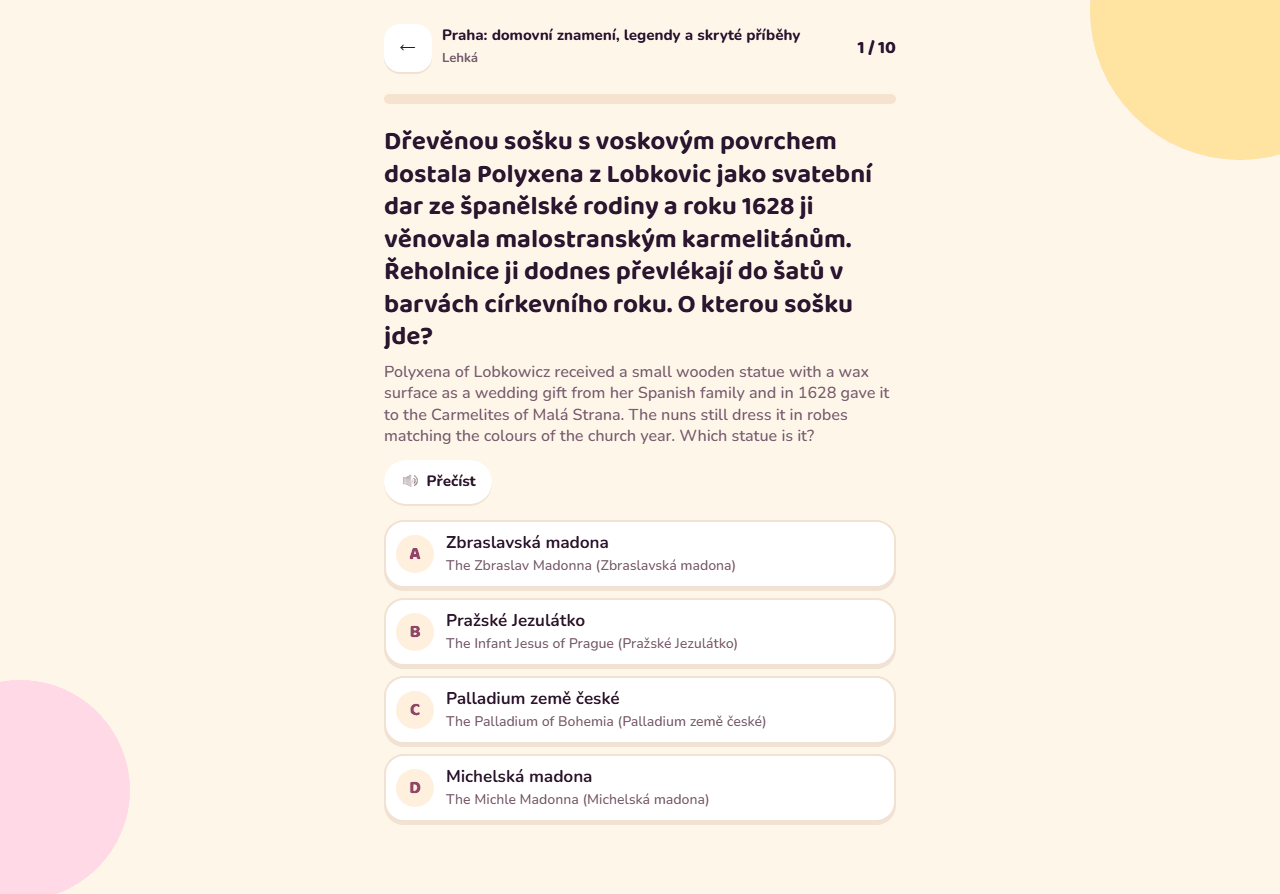 ←
Praha: domovní znamení, legendy a skryté příběhy
Lehká
1 / 10
Dřevěnou sošku s voskovým povrchem
dostala Polyxena z Lobkovic jako svatební
dar ze španělské rodiny a roku 1628 ji
věnovala malostranským karmelitánům.
Řeholnice ji dodnes převlékají do šatů v
barvách církevního roku. O kterou sošku
jde?
Polyxena of Lobkowicz received a small wooden statue with a wax
surface as a wedding gift from her Spanish family and in 1628 gave it
to the Carmelites of Malá Strana. The nuns still dress it in robes
matching the colours of the church year. Which statue is it?
Přečíst
A
Zbraslavská madona
The Zbraslav Madonna (Zbraslavská madona)
B
Pražské Jezulátko
The Infant Jesus of Prague (Pražské Jezulátko)
C
Palladium země české
The Palladium of Bohemia (Palladium země české)
D
Michelská madona
The Michle Madonna (Michelská madona)